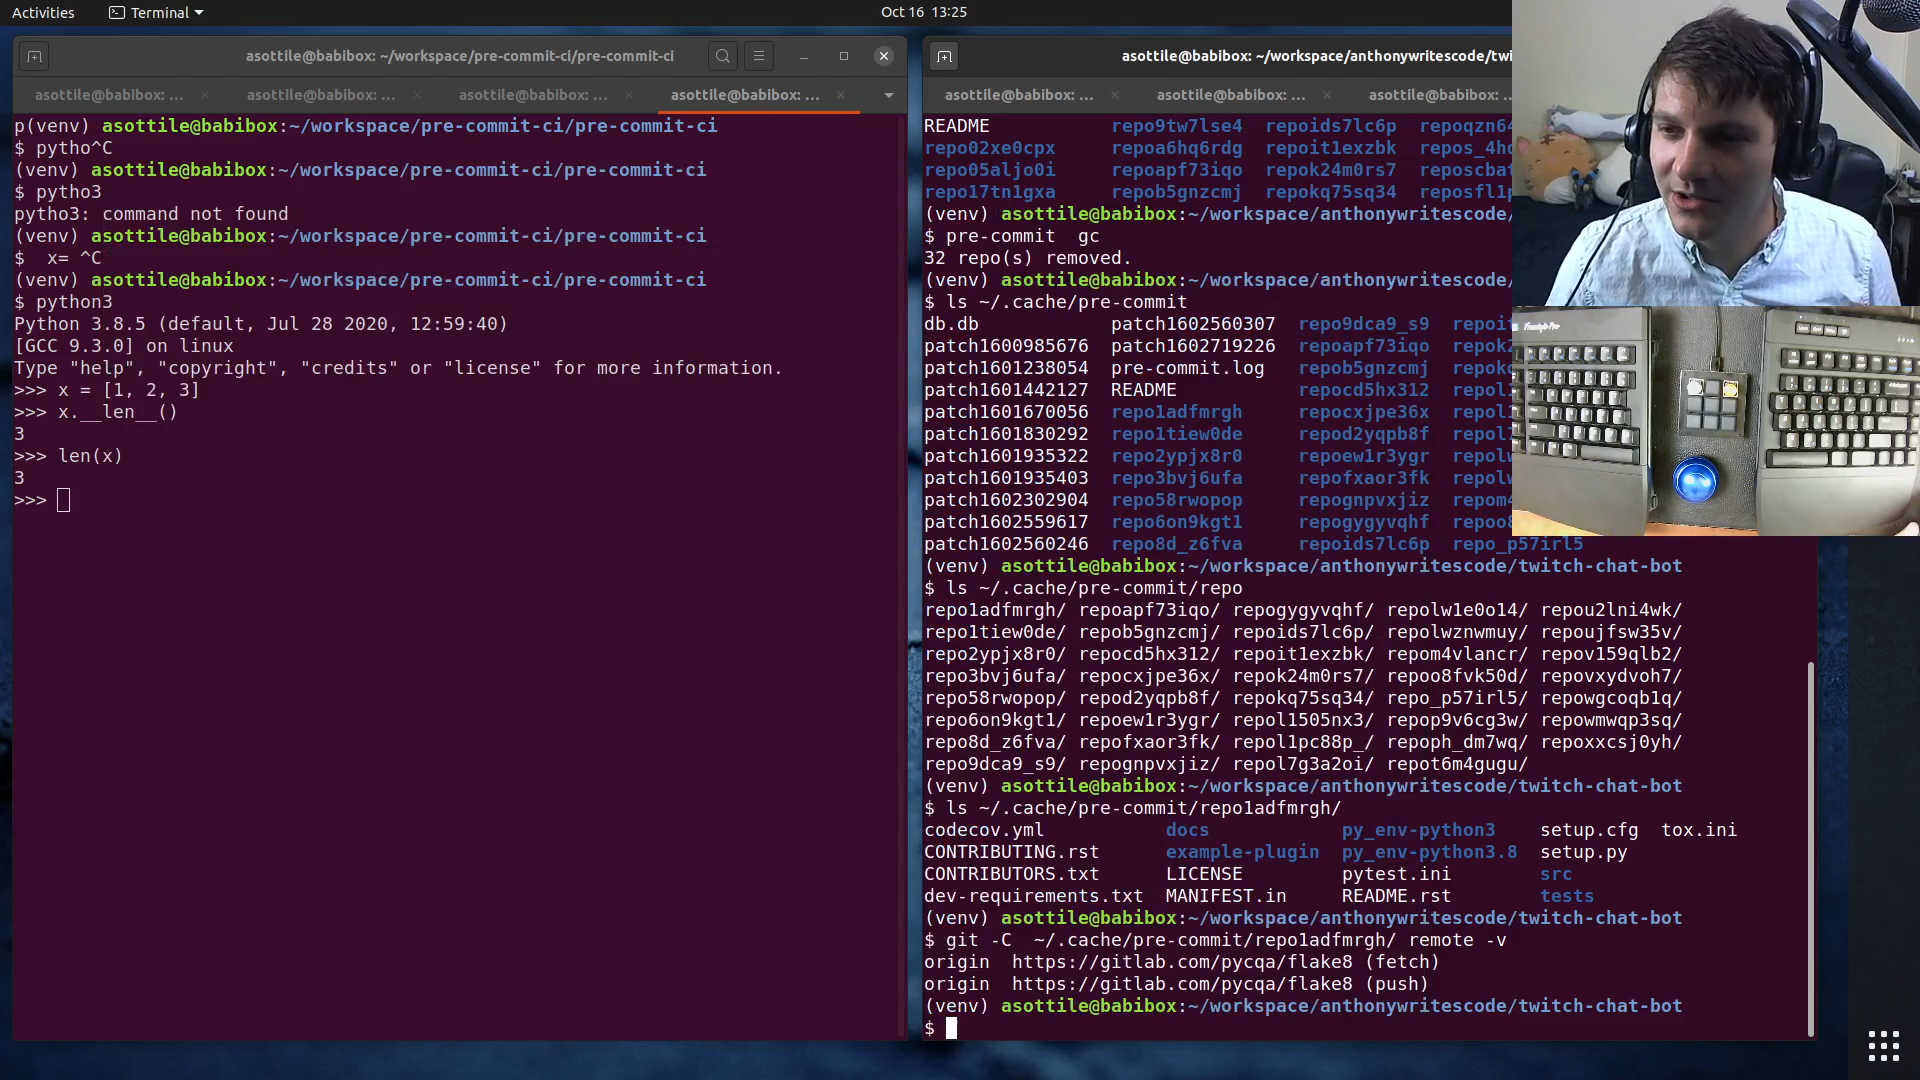 Activities
Terminal
Oct 16 13:25
asottile@babibox: ~/workspace/pre-commit-ci/pre-commit-ci
asottile@babibox: ...
asottile@babibox: ...
asottile@babibox: ...
asottile@babibox: ...
p(venv) asottile@babibox:~/workspace/pre-commit-ci/pre-commit-ci
$ pytho^C
(venv) asottile@babibox:~/workspace/pre-commit-ci/pre-commit-ci
$ pytho3
pytho3: command not found
(venv) asottile@babibox:~/workspace/pre-commit-ci/pre-commit-ci
$  x= ^C
(venv) asottile@babibox:~/workspace/pre-commit-ci/pre-commit-ci
$ python3
Python 3.8.5 (default, Jul 28 2020, 12:59:40)
[GCC 9.3.0] on linux
Type "help", "copyright", "credits" or "license" for more information.
>>> x = [1, 2, 3]
>>> x.__len__()
3
>>> len(x)
3
>>>
asottile@babibox: ~/workspace/anthonywritescode/twi
asottile@babibox: ...
asottile@babibox: ...
asottile@babibox: ..
README repo9tw7lse4 repoids7lc6p repoqzn64
repo02xe0cpx repoa6hq6rdg repoit1exzbk repos_4hd
repo05aljo0i repoapf73iqo repok24m0rs7 reposcbat
repo17tn1gxa repob5gnzcmj repokq75sq34 reposfl1p
(venv) asottile@babibox:~/workspace/anthonywritescode/
$ pre-commit  gc
32 repo(s) removed.
(venv) asottile@babibox:~/workspace/anthonywritescode/
$ ls ~/.cache/pre-commit
db.db patch1602560307 repo9dca9_s9 repoit
patch1600985676 patch1602719226 repoapf73iqo repok2
patch1601238054 pre-commit.log repob5gnzcmj repokq
patch1601442127 README repocd5hx312 repol1
patch1601670056 repo1adfmrgh repocxjpe36x repol1
patch1601830292 repo1tiew0de repod2yqpb8f repol7
patch1601935322 repo2ypjx8r0 repoew1r3ygr repolw
patch1601935403 repo3bvj6ufa repofxaor3fk repolw
patch1602302904 repo58rwopop repognpvxjiz repom4
patch1602559617 repo6on9kgt1 repogygyvqhf repoo8
patch1602560246 repo8d_z6fva repoids7lc6p repo_p57irl5
(venv) asottile@babibox:~/workspace/anthonywritescode/twitch-chat-bot
$ ls ~/.cache/pre-commit/repo
repo1adfmrgh/ repoapf73iqo/ repogygyvqhf/ repolw1e0o14/ repou2lni4wk/
repo1tiew0de/ repob5gnzcmj/ repoids7lc6p/ repolwznwmuy/ repoujfsw35v/
repo2ypjx8r0/ repocd5hx312/ repoit1exzbk/ repom4vlancr/ repov159qlb2/
repo3bvj6ufa/ repocxjpe36x/ repok24m0rs7/ repoo8fvk50d/ repovxydvoh7/
repo58rwopop/ repod2yqpb8f/ repokq75sq34/ repo_p57irl5/ repowgcoqb1q/
repo6on9kgt1/ repoew1r3ygr/ repol1505nx3/ repop9v6cg3w/ repowmwqp3sq/
repo8d_z6fva/ repofxaor3fk/ repol1pc88p_/ repoph_dm7wq/ repoxxcsj0yh/
repo9dca9_s9/ repognpvxjiz/ repol7g3a2oi/ repot6m4gugu/
(venv) asottile@babibox:~/workspace/anthonywritescode/twitch-chat-bot
$ ls ~/.cache/pre-commit/repo1adfmrgh/
codecov.yml docs py_env-python3 setup.cfg tox.ini
CONTRIBUTING.rst example-plugin py_env-python3.8 setup.py
CONTRIBUTORS.txt LICENSE pytest.ini src
dev-requirements.txt MANIFEST.in README.rst tests
(venv) asottile@babibox:~/workspace/anthonywritescode/twitch-chat-bot
$ git -C  ~/.cache/pre-commit/repo1adfmrgh/ remote -v
origin  https://gitlab.com/pycqa/flake8 (fetch)
origin  https://gitlab.com/pycqa/flake8 (push)
(venv) asottile@babibox:~/workspace/anthonywritescode/twitch-chat-bot
$